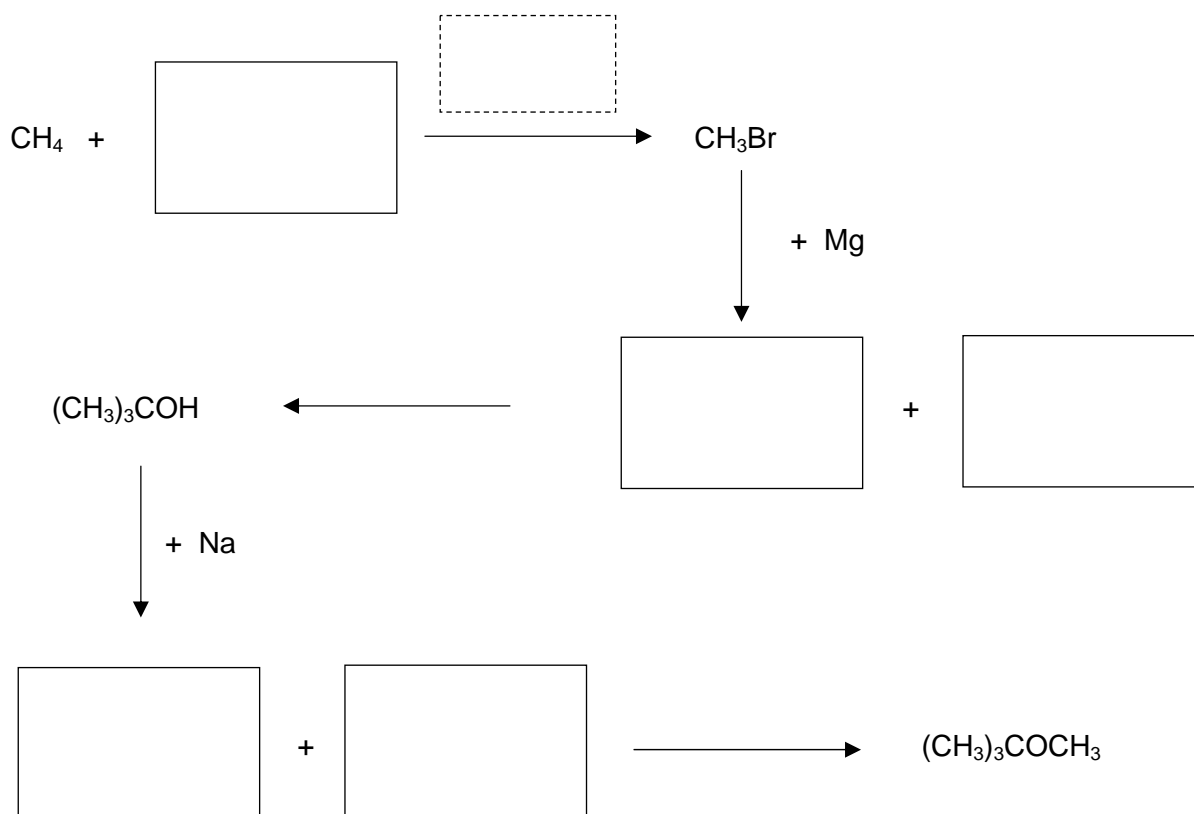 CH₄ + CH₃Br
+ Mg
(CH₃)₃COH +
+ Na
+ (CH₃)₃COCH₃